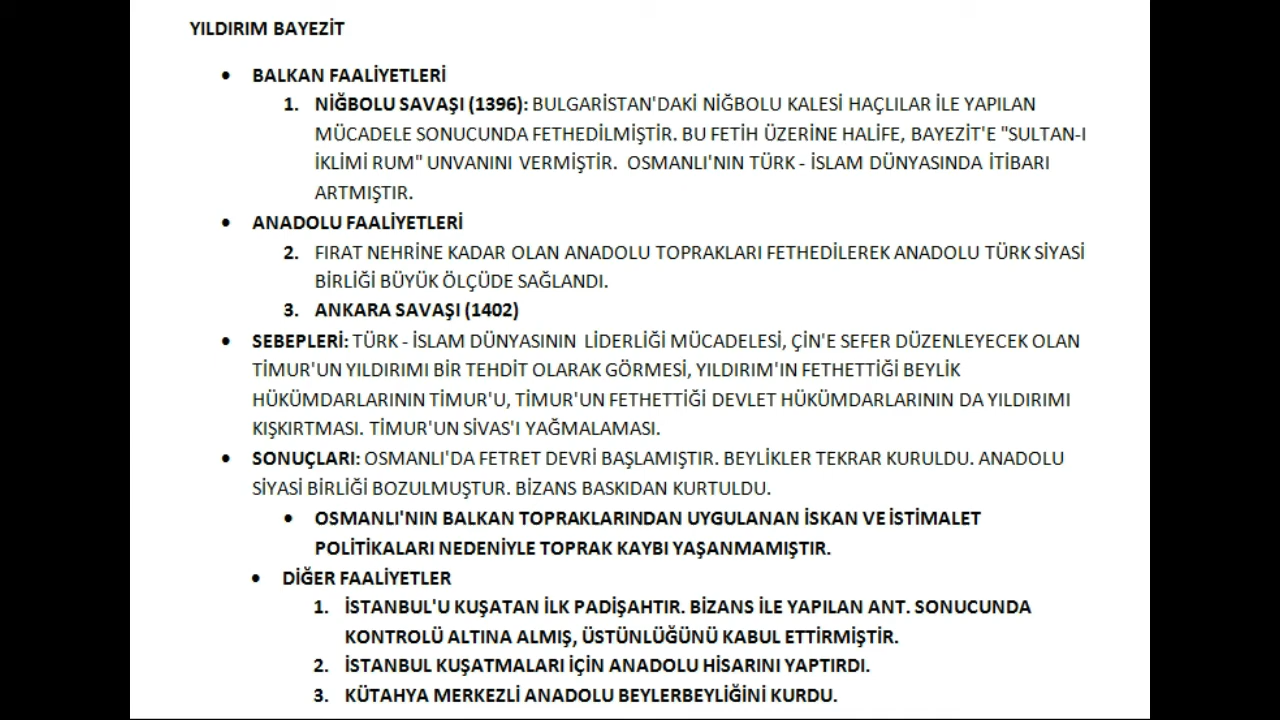 YILDIRIM BAYEZİT
• BALKAN FAALİYETLERİ
1. NİĞBOLU SAVAŞI (1396): BULGARİSTAN'DAKİ NİĞBOLU KALESİ HAÇLILAR İLE YAPILAN
MÜCADELE SONUCUNDA FETHEDİLMİŞTİR. BU FETİH ÜZERİNE HALİFE, BAYEZİT'E "SULTAN-I
İKLİMİ RUM" UNVANINI VERMİŞTİR. OSMANLI'NIN TÜRK - İSLAM DÜNYASINDA İTİBARI
ARTMIŞTIR.
• ANADOLU FAALİYETLERİ
2. FIRAT NEHRİNE KADAR OLAN ANADOLU TOPRAKLARI FETHEDİLEREK ANADOLU TÜRK SİYASİ
BİRLİĞİ BÜYÜK ÖLÇÜDE SAĞLANDI.
3. ANKARA SAVAŞI (1402)
• SEBEPLERİ: TÜRK - İSLAM DÜNYASININ LİDERLİĞİ MÜCADELESİ, ÇİN'E SEFER DÜZENLEYECEK OLAN
TİMUR'UN YILDIRIMI BİR TEHDİT OLARAK GÖRMESİ, YILDIRIM'IN FETHETTİĞİ BEYLİK
HÜKÜMDARLARININ TİMUR'U, TİMUR'UN FETHETTİĞİ DEVLET HÜKÜMDARLARININ DA YILDIRIMI
KIŞKIRTMASI. TİMUR'UN SİVAS'I YAĞMALAMASI.
• SONUÇLARI: OSMANLI'DA FETRET DEVRİ BAŞLAMIŞTIR. BEYLİKLER TEKRAR KURULDU. ANADOLU
SİYASİ BİRLİĞİ BOZULMUŞTUR. BİZANS BASKIDAN KURTULDU.
• OSMANLI'NIN BALKAN TOPRAKLARINDAN UYGULANAN İSKAN VE İSTİMALET
POLİTİKALARI NEDENİYLE TOPRAK KAYBI YAŞANMAMIŞTIR.
• DİĞER FAALİYETLER
1. İSTANBUL'U KUŞATAN İLK PADİŞAHTIR. BİZANS İLE YAPILAN ANT. SONUCUNDA
KONTROLÜ ALTINA ALMIŞ, ÜSTÜNLÜĞÜNÜ KABUL ETTİRMİŞTİR.
2. İSTANBUL KUŞATMALARI İÇİN ANADOLU HİSARINI YAPTIRDI.
3. KÜTAHYA MERKEZLİ ANADOLU BEYLERBEYLİĞİNİ KURDU.